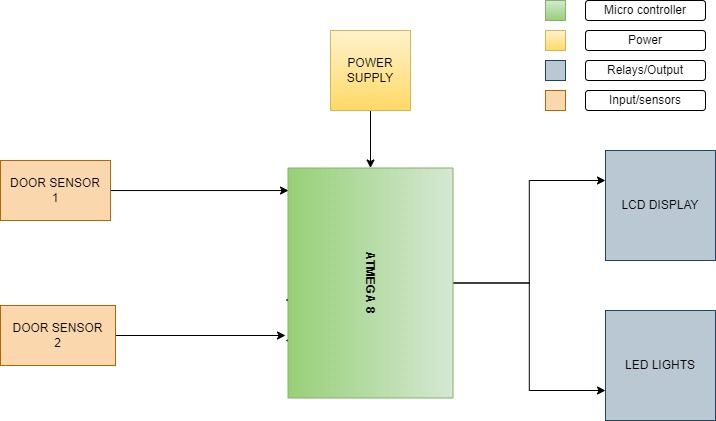 Micro controller
Power
Relays/Output
Input/sensors
POWER
SUPPLY
DOOR SENSOR
1
LCD DISPLAY
ATMEGA 8
DOOR SENSOR
2
LED LIGHTS